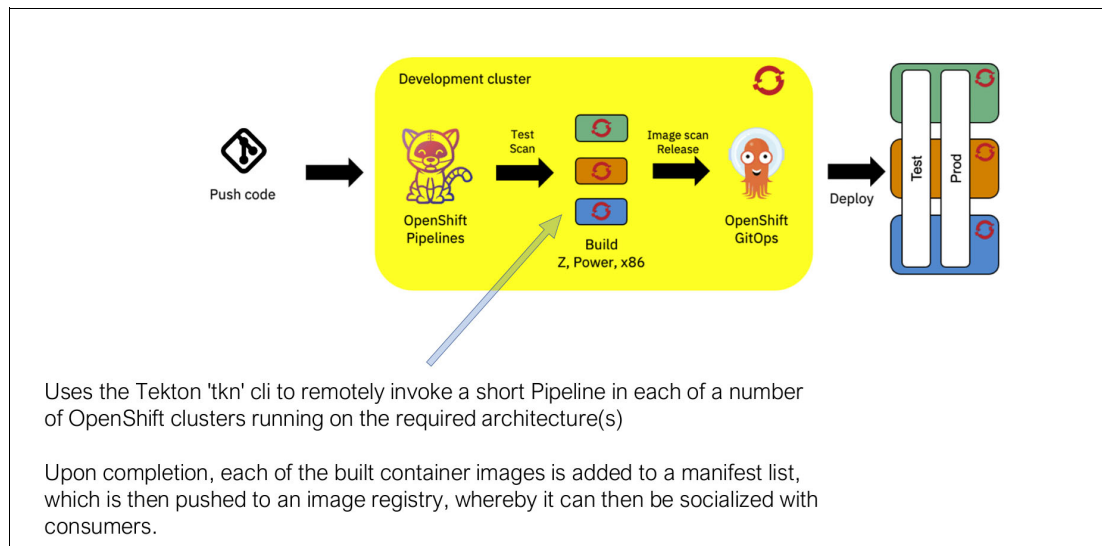 Development cluster
Push code
OpenShift
Pipelines
Test
Scan
Build
Z, Power, x86
Image scan
Release
OpenShift
GitOps
Deploy
Test
Prod
Uses the Tekton 'tkn' cli to remotely invoke a short Pipeline in each of a number
of OpenShift clusters running on the required architecture(s)
Upon completion, each of the built container images is added to a manifest list,
which is then pushed to an image registry, whereby it can then be socialized with
consumers.